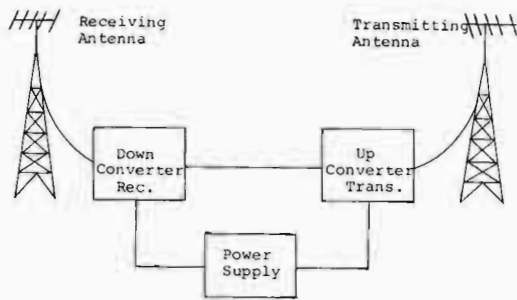 Receiving
Antenna
Transmitting
Antenna
Down
Converter
Rec.
Up
Converter
Trans.
Power
Supply